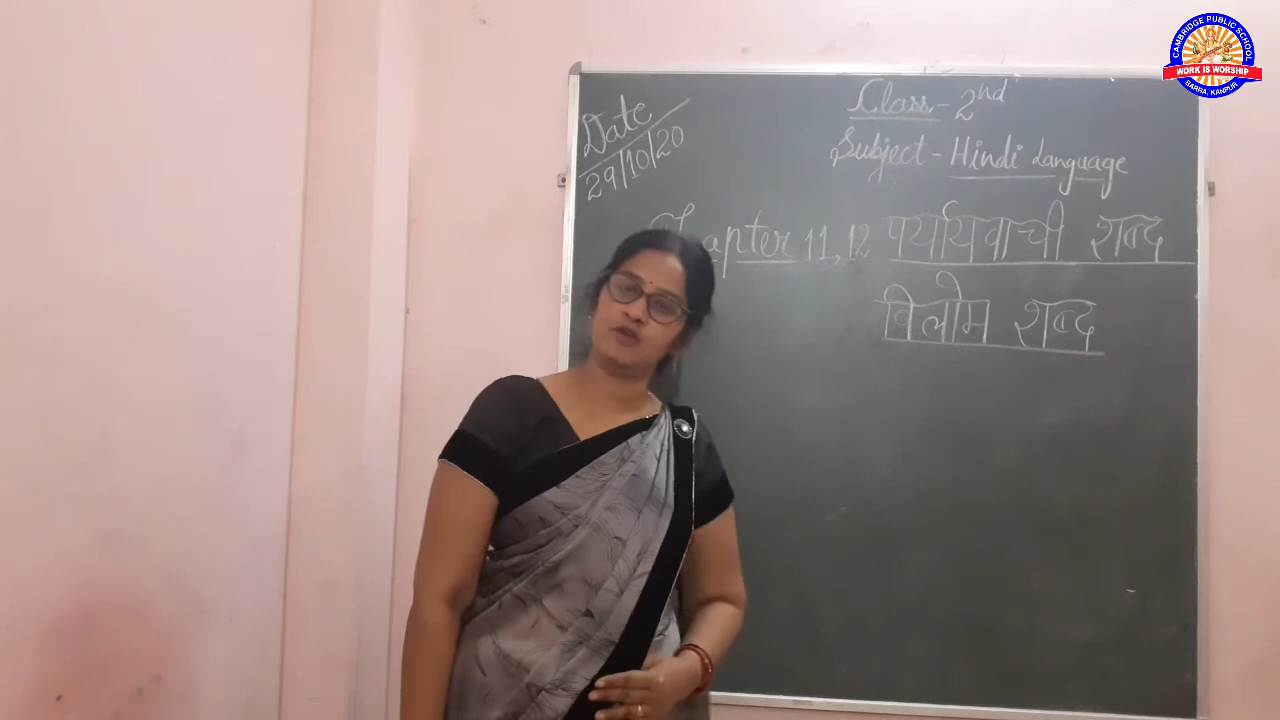 CAMBRIDGE PUBLIC SCHOOL
WORK IS WORSHIP
BARRA, KANPUR
Date
29/10/20
Class - 2nd
Subject - Hindi Language
Chapter 11, 12 पर्यायवाची शब्द
विलोम शब्द